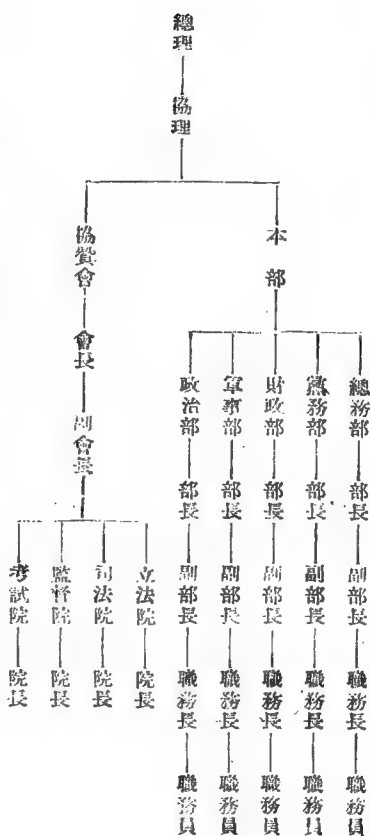 總理
協理
本部
總務部 部長 副部長 職務長 職務員
黨務部 部長 副部長 職務長 職務員
財政部 部長 副部長 職務長 職務員
軍事部 部長 副部長 職務長 職務員
政治部 部長 副部長 職務長 職務員
協贊會 會長 副會長
立法院 院長
司法院 院長
監督院 院長
考試院 院長